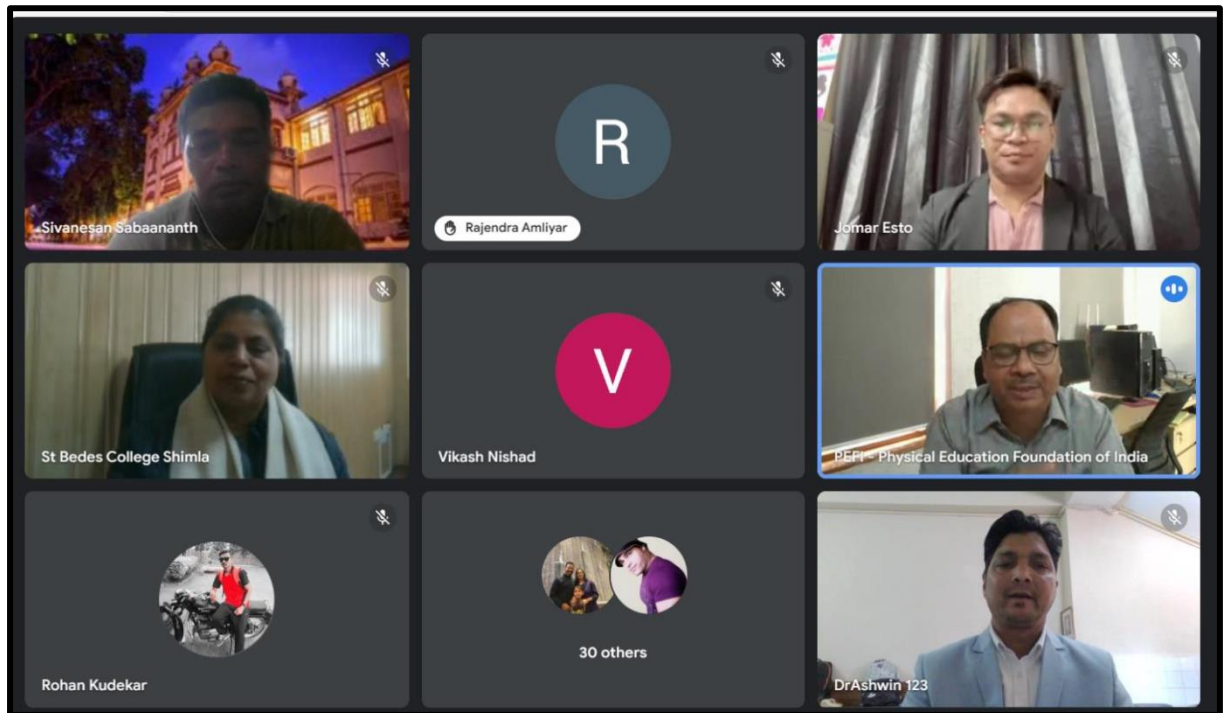 Sivanesan Sabaananth
R
Rajendra Amliyar
Jomar Esto
St Bedes College Shimla
V
Vikash Nishad
PEFI - Physical Education Foundation of India
Rohan Kudekar
30 others
DrAshwin 123